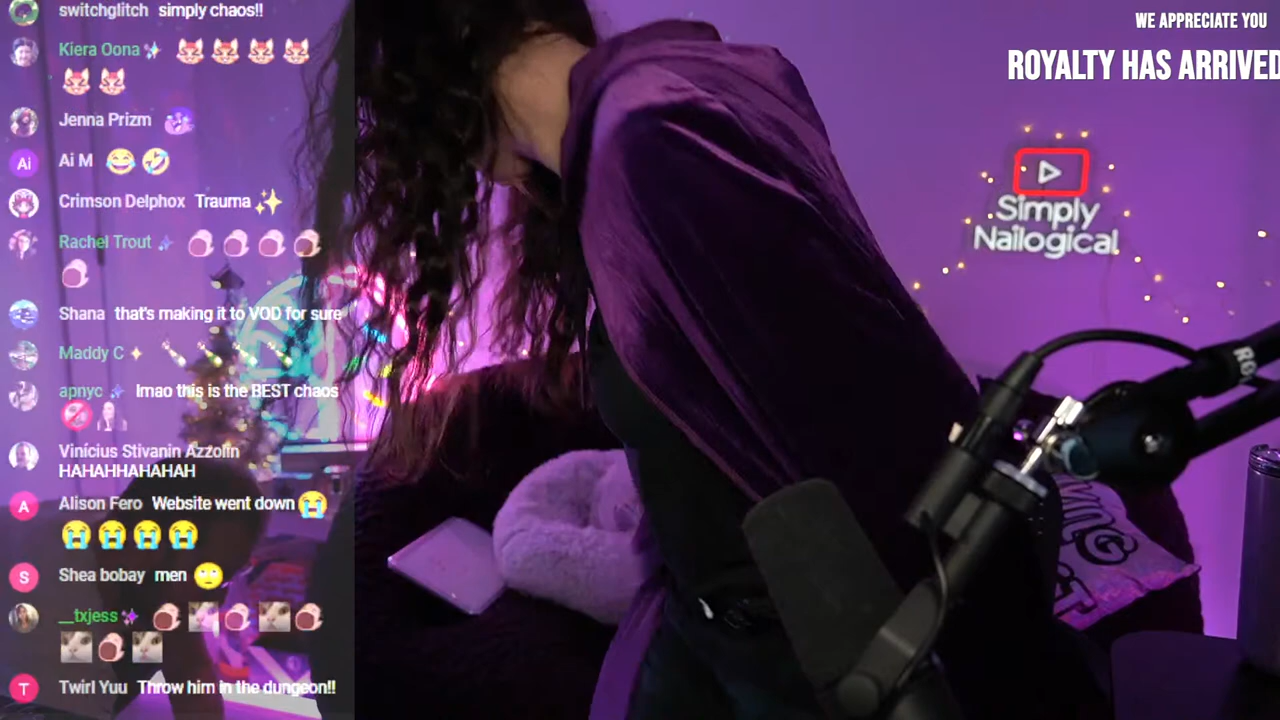 switchglitch simply chaos!!
Kiera Oona
Jenna Prizm
Ai Ai M
Crimson Delphox Trauma
Rachel Trout
Shana that's making it to VOD for sure
Maddy C
apnyc lmao this is the BEST chaos
Vinícius Stivanin Azzolin
HAHAHHAHAHAH
A Alison Fero Website went down
S Shea bobay men
__txjess
T Twirl Yuu Throw him in the dungeon!!
WE APPRECIATE YOU
ROYALTY HAS ARRIVED
Simply
Nailogical